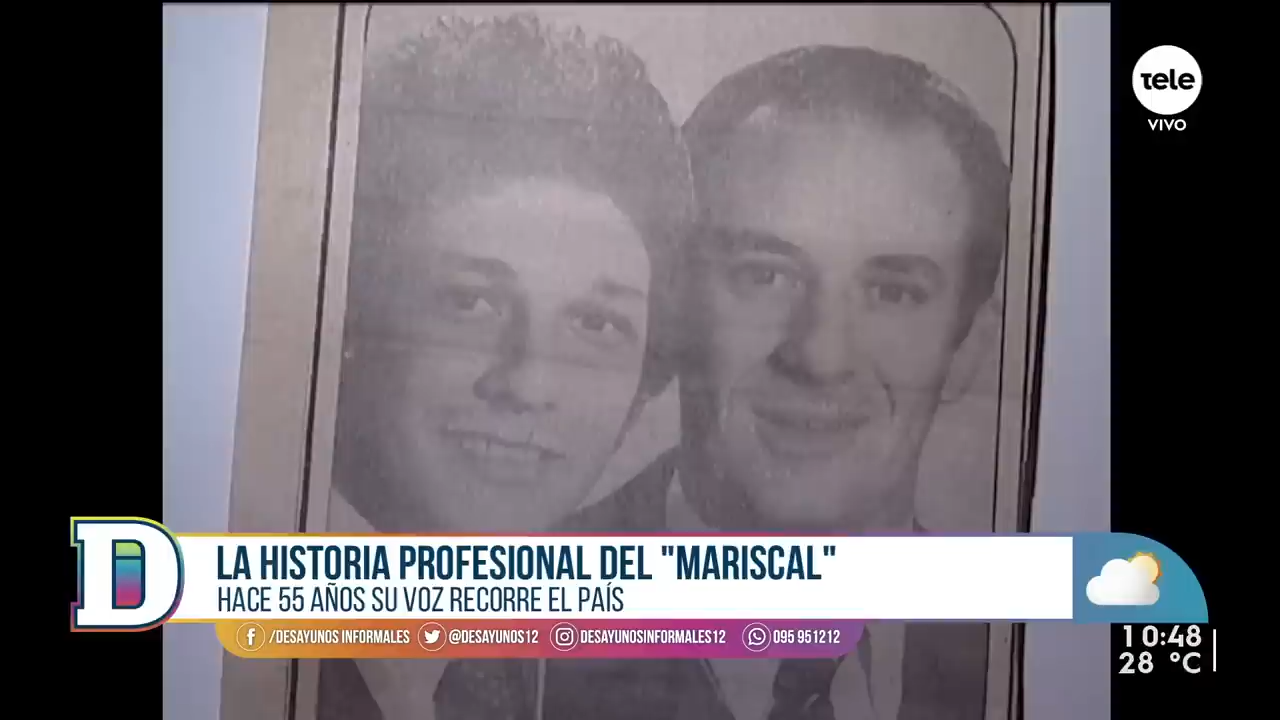 tele
VIVO
D
LA HISTORIA PROFESIONAL DEL "MARISCAL"
HACE 55 AÑOS SU VOZ RECORRE EL PAÍS
/DESAYUNOS INFORMALES @DESAYUNOS12 DESAYUNOSINFORMALES12 095 951212
10:48
28 °C